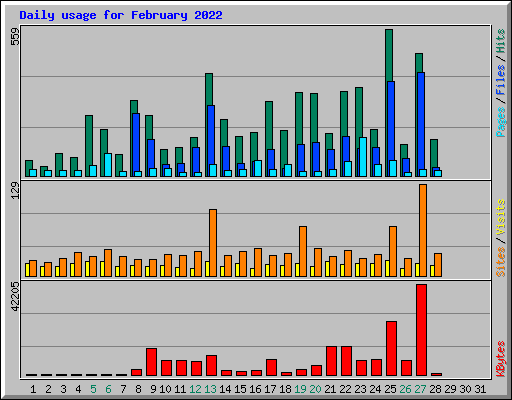 Daily usage for February 2022
559
Pages / Files / Hits
129
Sites / Visits
42205
KBytes
1 2 3 4 5 6 7 8 9 10 11 12 13 14 15 16 17 18 19 20 21 22 23 24 25 26 27 28 29 30 31